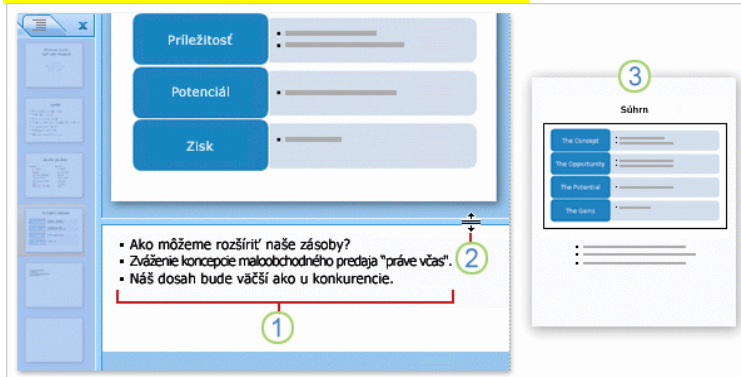 x
Príležitosť
Potenciál
Zisk
Ako môžeme rozšíriť naše zásoby?
Zváženie koncepcie maloobchodného predaja "práve včas".
Náš dosah bude väčší ako u konkurencie.
1
2
3
Súhrn
The Concept
The Opportunity
The Potential
The Gains